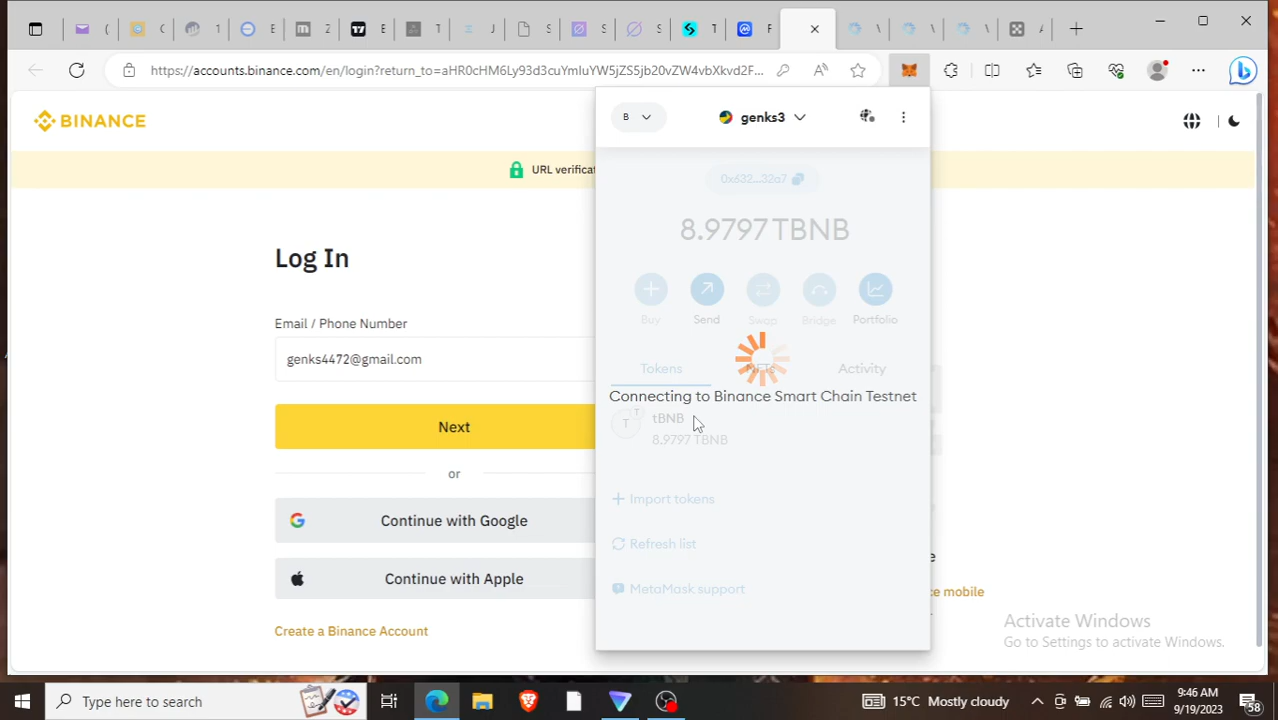 (
C
T
E
Z
E
T
J
S
S
S
T
F
A
https://accounts.binance.com/en/login?return_to=aHR0cHM6Ly93d3cuYmluYW5jZS5jb20vZW4vbXkvd2F...
BINANCE
URL verificat
Log In
Email / Phone Number
genks4472@gmail.com
Next
or
Continue with Google
Continue with Apple
Create a Binance Account
B
genks3
0x632...32a7
8.9797 TBNB
Buy
Send
Swap
Bridge
Portfolio
Tokens
NFTs
Activity
Connecting to Binance Smart Chain Testnet
T
T
tBNB
8.9797 TBNB
Import tokens
Refresh list
MetaMask support
e
ce mobile
Activate Windows
Go to Settings to activate Windows.
Type here to search
15°C Mostly cloudy
9:46 AM
9/19/2023
58